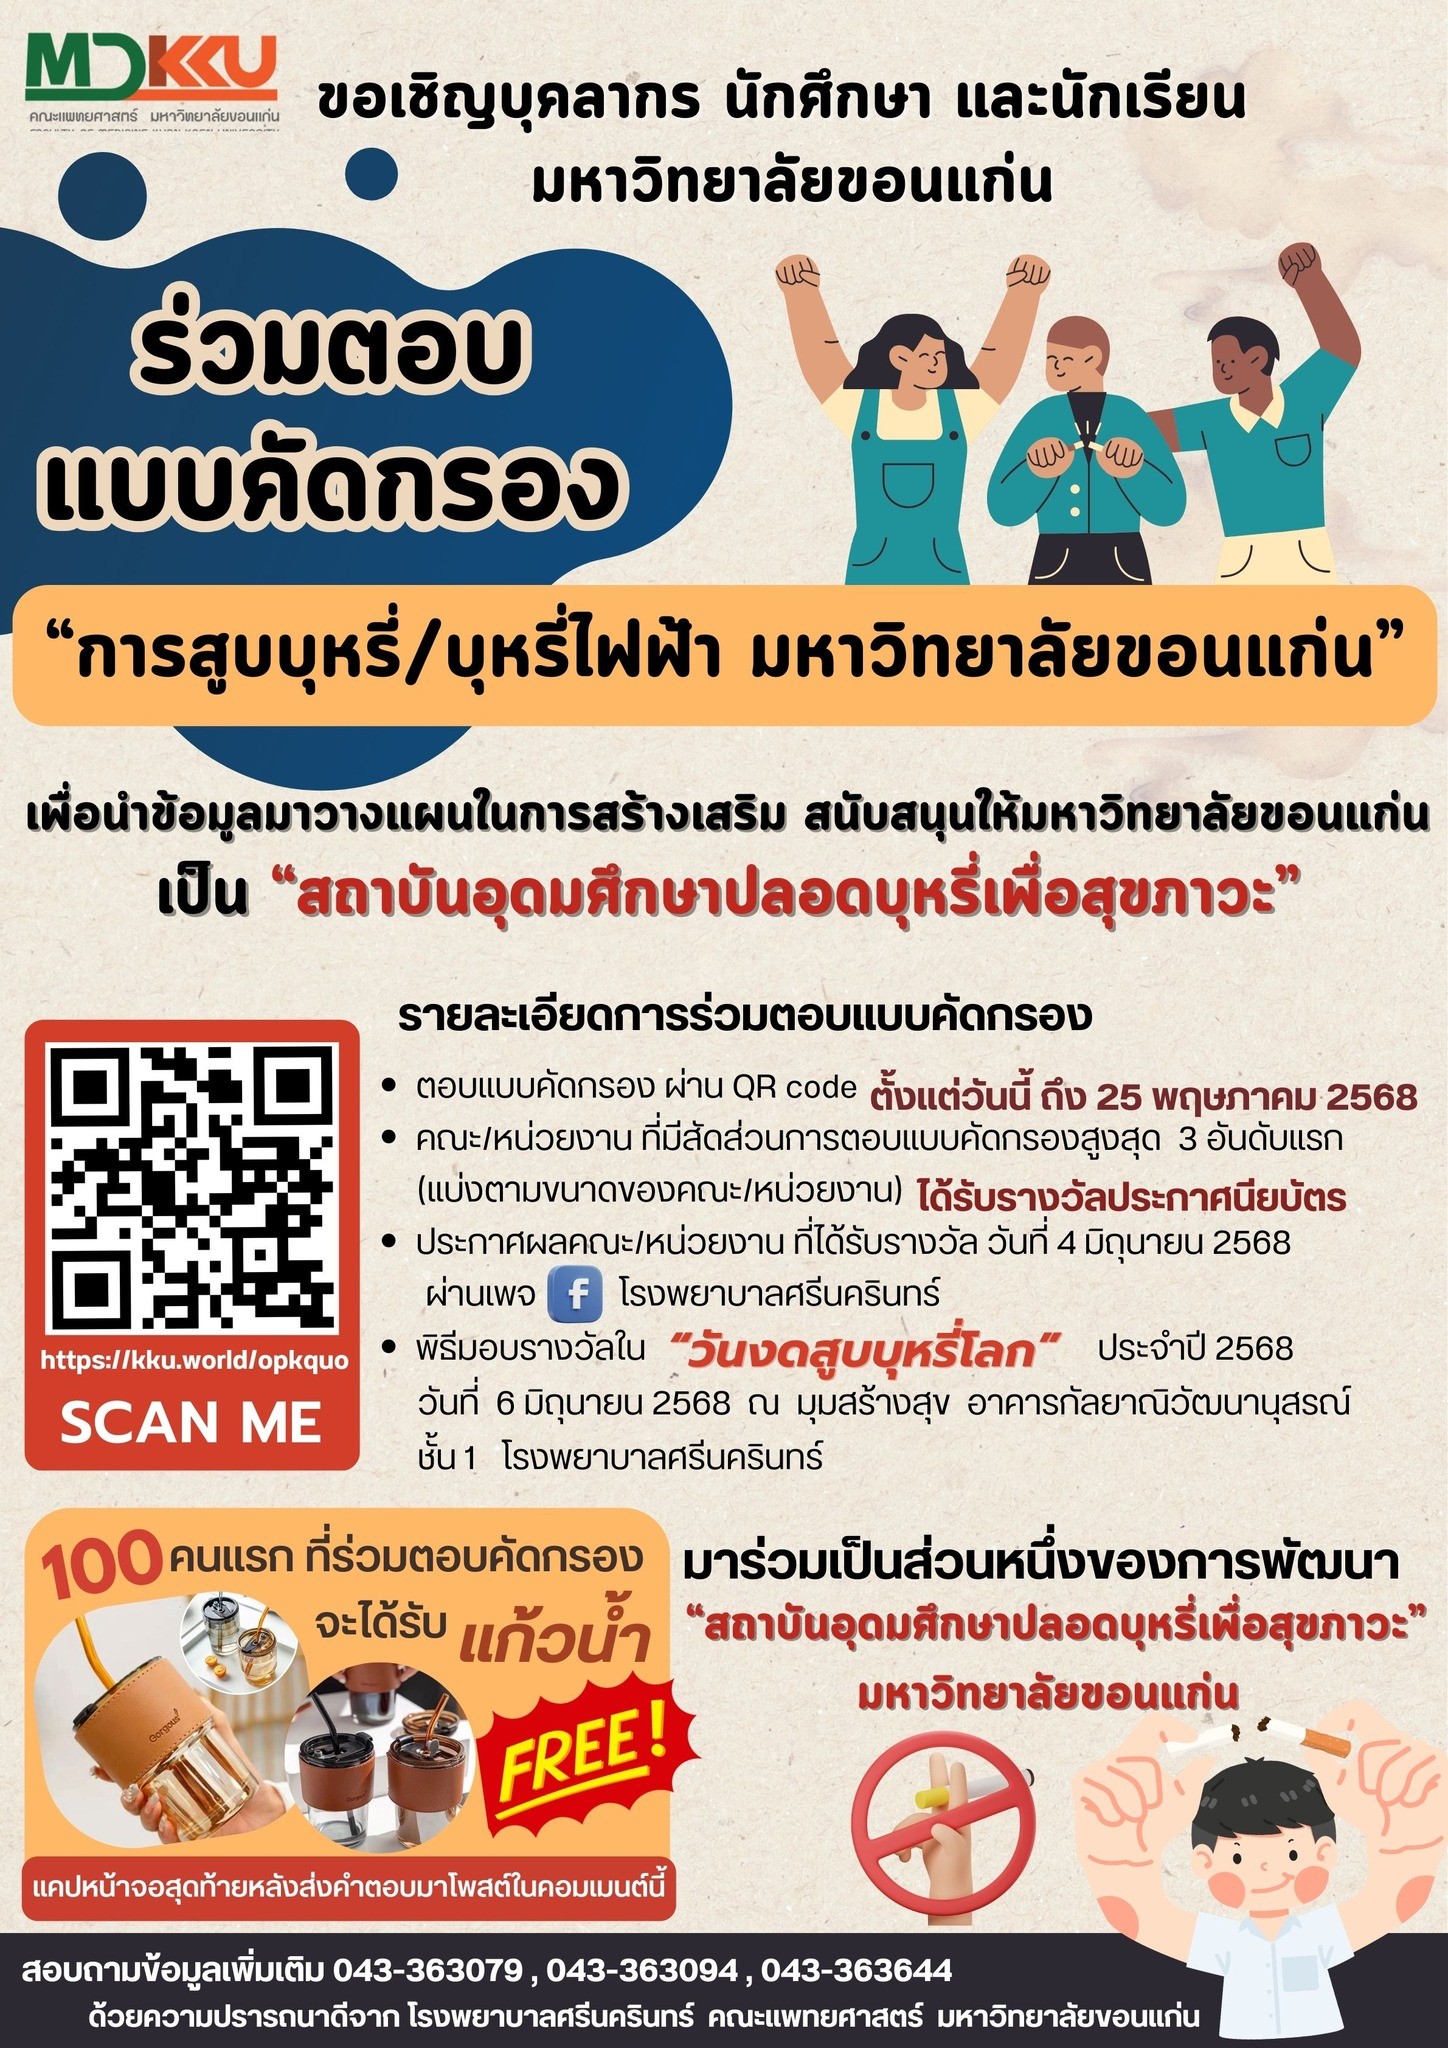 MDKKU
คณะแพทยศาสตร์ มหาวิทยาลัยขอนแก่น
FACULTY OF MEDICINE KHON KAEN UNIVERSITY
ขอเชิญบุคลากร นักศึกษา และนักเรียน
มหาวิทยาลัยขอนแก่น
ร่วมตอบ
แบบคัดกรอง
“การสูบบุหรี่/บุหรี่ไฟฟ้า มหาวิทยาลัยขอนแก่น”
เพื่อนำข้อมูลมาวางแผนในการสร้างเสริม สนับสนุนให้มหาวิทยาลัยขอนแก่น
เป็น “สถาบันอุดมศึกษาปลอดบุหรี่เพื่อสุขภาวะ”
รายละเอียดการร่วมตอบแบบคัดกรอง
• ตอบแบบคัดกรอง ผ่าน QR code ตั้งแต่วันนี้ ถึง 25 พฤษภาคม 2568
• คณะ/หน่วยงาน ที่มีสัดส่วนการตอบแบบคัดกรองสูงสุด 3 อันดับแรก
(แบ่งตามขนาดของคณะ/หน่วยงาน) ได้รับรางวัลประกาศนียบัตร
• ประกาศผลคณะ/หน่วยงาน ที่ได้รับรางวัล วันที่ 4 มิถุนายน 2568
ผ่านเพจ f โรงพยาบาลศรีนครินทร์
• พิธีมอบรางวัลใน “วันงดสูบบุหรี่โลก” ประจำปี 2568
วันที่ 6 มิถุนายน 2568 ณ มุมสร้างสุข อาคารกัลยาณิวัฒนานุสรณ์
ชั้น 1 โรงพยาบาลศรีนครินทร์
https://kku.world/opkquo
SCAN ME
100 คนแรก ที่ร่วมตอบคัดกรอง
จะได้รับ แก้วน้ำ
Gorgous
Gorgous
FREE!
แคปหน้าจอสุดท้ายหลังส่งคำตอบมาโพสต์ในคอมเมนต์นี้
มาร่วมเป็นส่วนหนึ่งของการพัฒนา
“สถาบันอุดมศึกษาปลอดบุหรี่เพื่อสุขภาวะ”
มหาวิทยาลัยขอนแก่น
สอบถามข้อมูลเพิ่มเติม 043-363079 , 043-363094 , 043-363644
ด้วยความปรารถนาดีจาก โรงพยาบาลศรีนครินทร์ คณะแพทยศาสตร์ มหาวิทยาลัยขอนแก่น